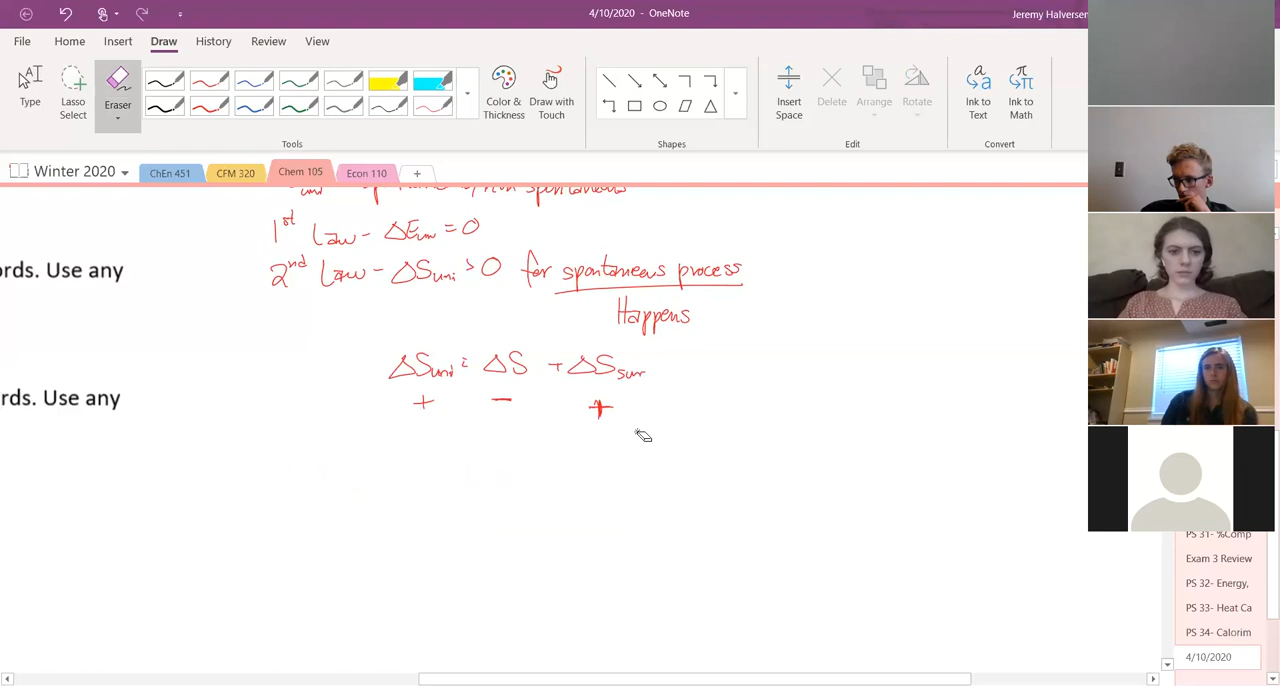 4/10/2020 - OneNote
Jeremy Halversen
File Home Insert Draw History Review View
Type
Lasso Select
Eraser
Color & Thickness
Draw with Touch
Insert Space
Delete
Arrange
Rotate
Ink to Text
Ink to Math
Tools
Shapes
Edit
Convert
Winter 2020
ChEn 451
CFM 320
Chem 105
Econ 110
+
non spontaneous
1st Law - ΔEuni = 0
ords. Use any
2nd Law - ΔSuni > 0 for spontaneous process
Happens
ΔSuni = ΔS + ΔSsurr
rds. Use any
+ − +
PS 31- %Comp
Exam 3 Review
PS 32- Energy,
PS 33- Heat Ca
PS 34- Calorim
4/10/2020